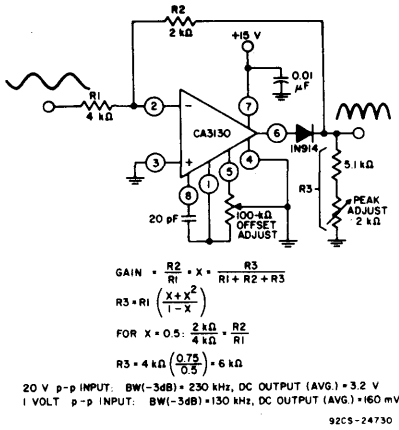 R2
2 kΩ
+15 V
0.01
μF
R1
4 kΩ
2
-
7
CA3130
6
1N914
3
+
4
5
1
8
20 pF
100-kΩ
OFFSET
ADJUST
R3
5.1 kΩ
PEAK
ADJUST
2 kΩ
GAIN = R2/R1 = X = R3/(R1 + R2 + R3)
R3 = R1 (X+X²/1-X)
FOR X = 0.5: 2 kΩ/4 kΩ = R2/R1
R3 = 4 kΩ (0.75/0.5) = 6 kΩ
20 V p-p INPUT: BW(-3dB) = 230 kHz, DC OUTPUT (AVG.) = 3.2 V
1 VOLT p-p INPUT: BW(-3dB) = 130 kHz, DC OUTPUT (AVG.) = 160 mV
92CS-24730